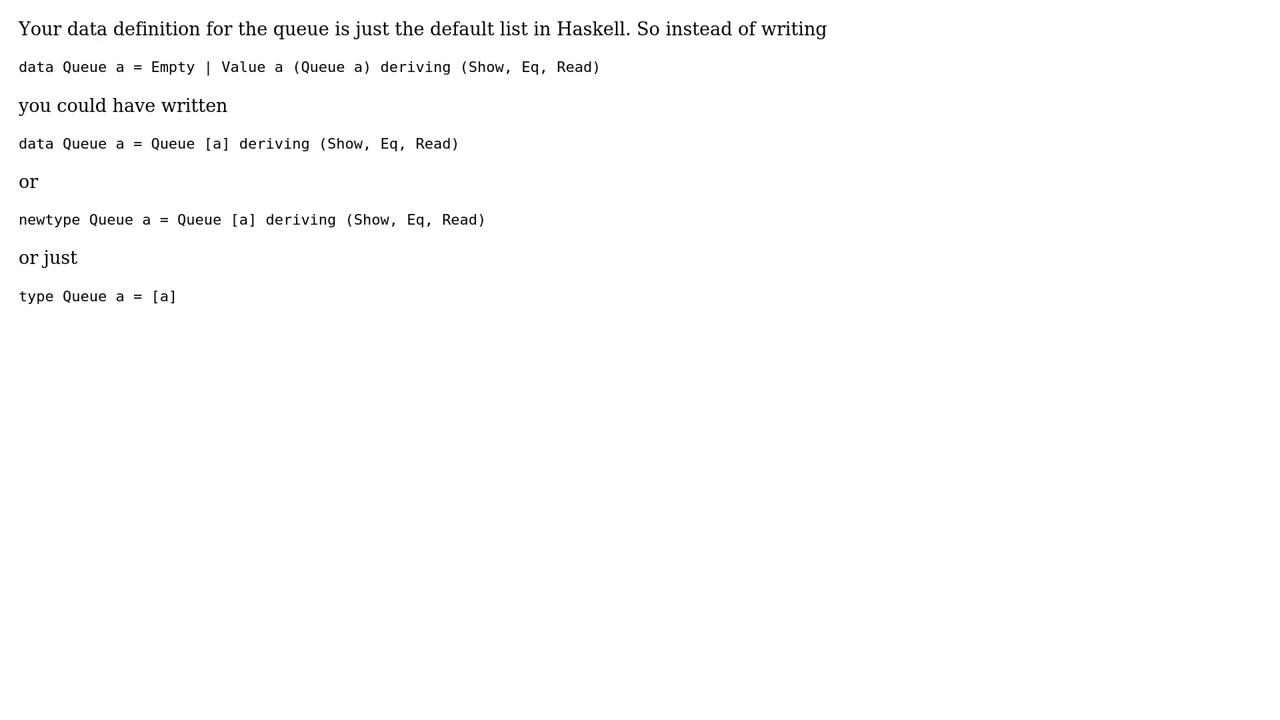 Your data definition for the queue is just the default list in Haskell. So instead of writing
data Queue a = Empty | Value a (Queue a) deriving (Show, Eq, Read)
you could have written
data Queue a = Queue [a] deriving (Show, Eq, Read)
or
newtype Queue a = Queue [a] deriving (Show, Eq, Read)
or just
type Queue a = [a]